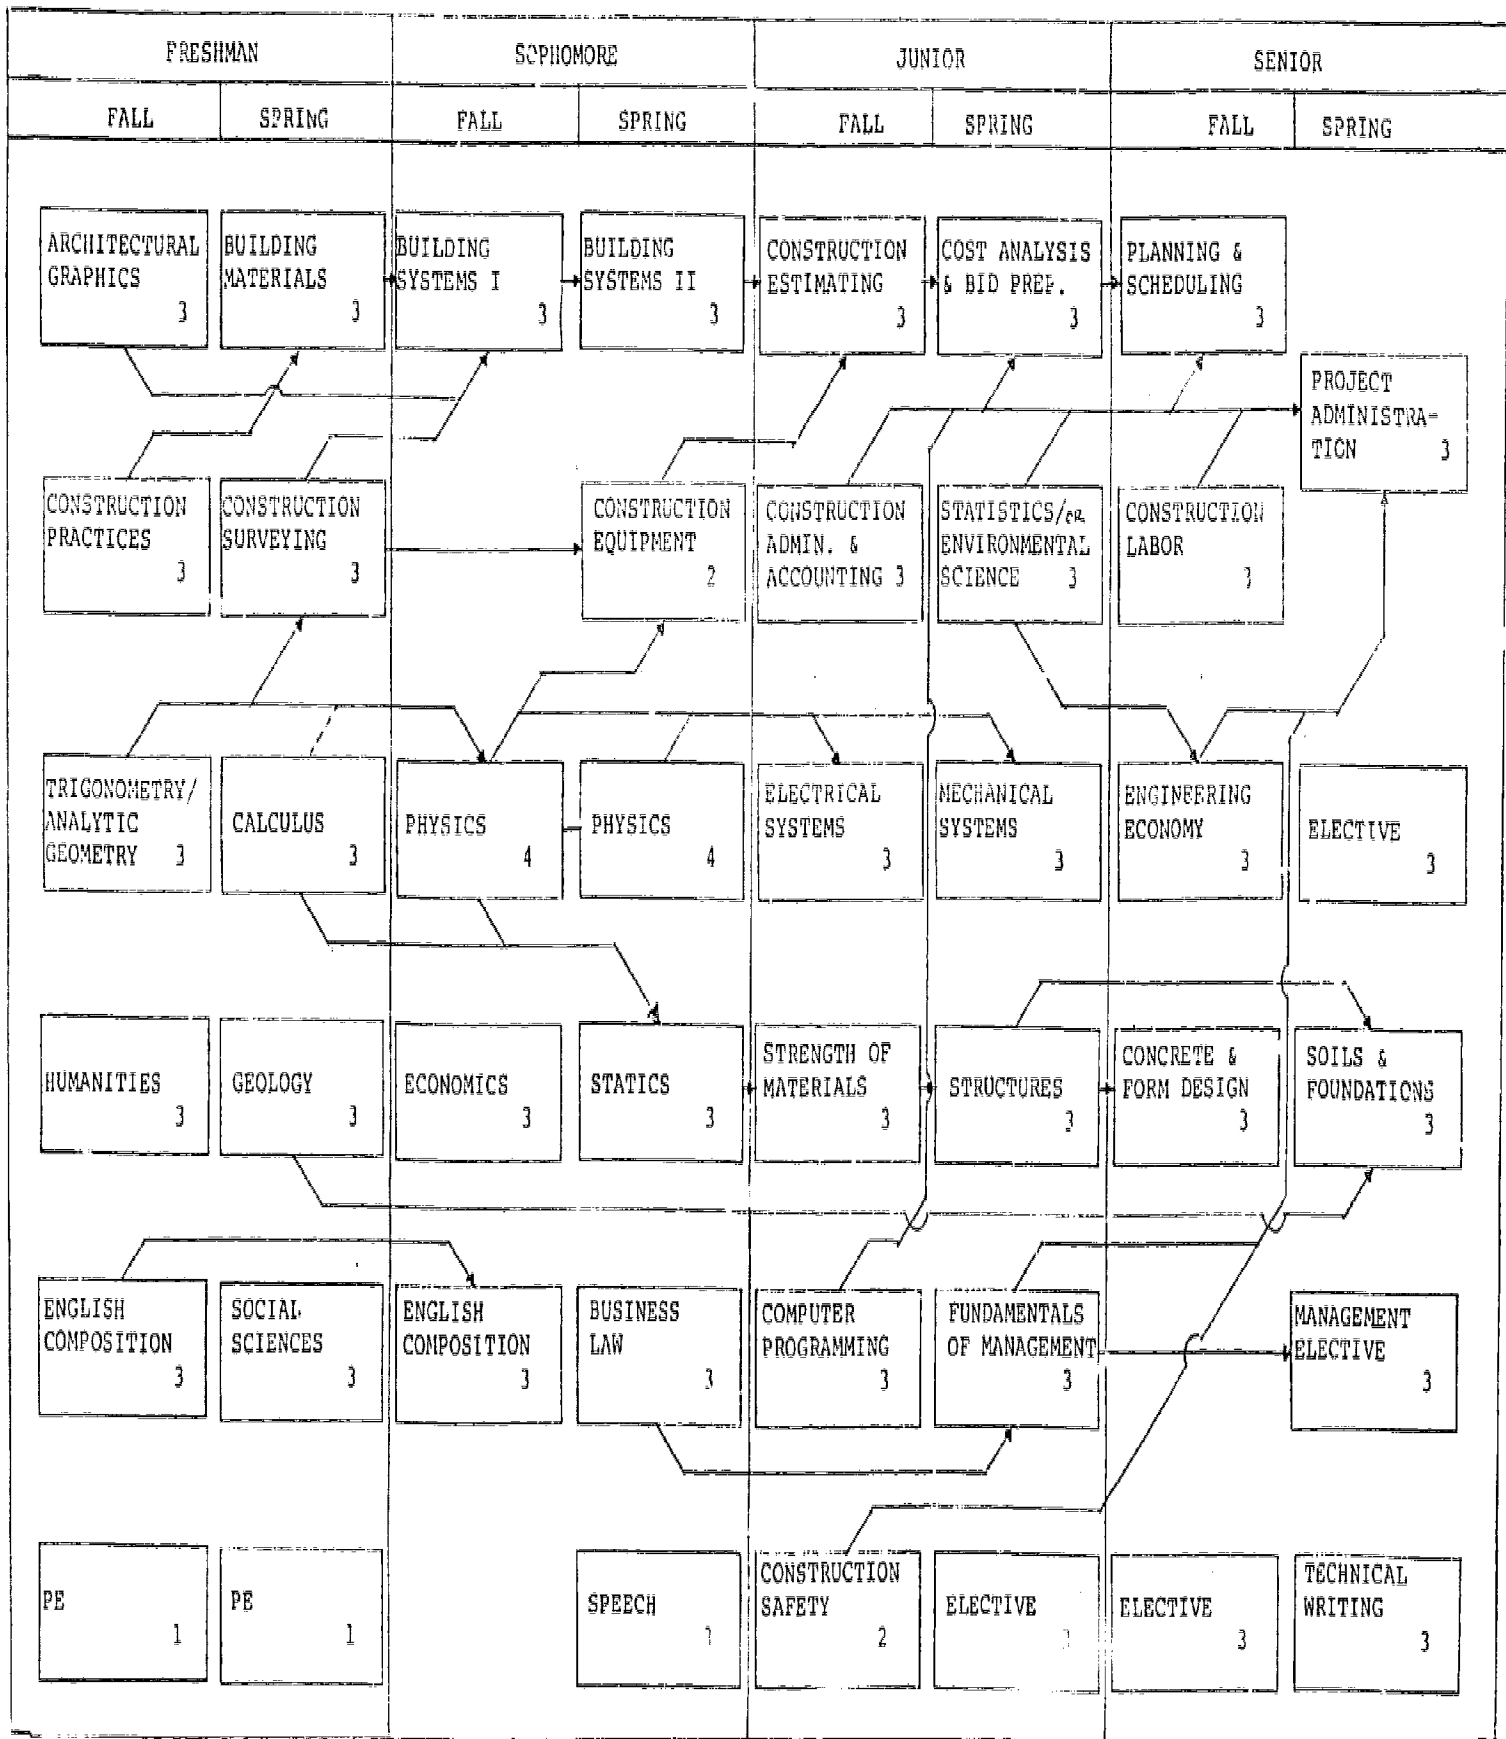 FRESHMAN
SOPHOMORE
JUNIOR
SENIOR
FALL
SPRING
FALL
SPRING
FALL
SPRING
FALL
SPRING
ARCHITECTURAL
GRAPHICS
3
BUILDING
MATERIALS
3
BUILDING
SYSTEMS I
3
BUILDING
SYSTEMS II
3
CONSTRUCTION
ESTIMATING
3
COST ANALYSIS
& BID PREP.
3
PLANNING &
SCHEDULING
3
PROJECT
ADMINISTRA-
TION 3
CONSTRUCTION
PRACTICES
3
CONSTRUCTION
SURVEYING
3
CONSTRUCTION
EQUIPMENT
2
CONSTRUCTION
ADMIN. &
ACCOUNTING 3
STATISTICS/OR
ENVIRONMENTAL
SCIENCE 3
CONSTRUCTION
LABOR
3
TRIGONOMETRY/
ANALYTIC
GEOMETRY 3
CALCULUS
3
PHYSICS
4
PHYSICS
4
ELECTRICAL
SYSTEMS
3
MECHANICAL
SYSTEMS
3
ENGINEERING
ECONOMY
3
ELECTIVE
3
HUMANITIES
3
GEOLOGY
3
ECONOMICS
3
STATICS
3
STRENGTH OF
MATERIALS
3
STRUCTURES
3
CONCRETE &
FORM DESIGN
3
SOILS &
FOUNDATIONS
3
ENGLISH
COMPOSITION
3
SOCIAL
SCIENCES
3
ENGLISH
COMPOSITION
3
BUSINESS
LAW
3
COMPUTER
PROGRAMMING
3
FUNDAMENTALS
OF MANAGEMENT
3
MANAGEMENT
ELECTIVE
3
PE
1
PE
1
SPEECH
CONSTRUCTION
SAFETY
2
ELECTIVE
3
ELECTIVE
3
TECHNICAL
WRITING
3